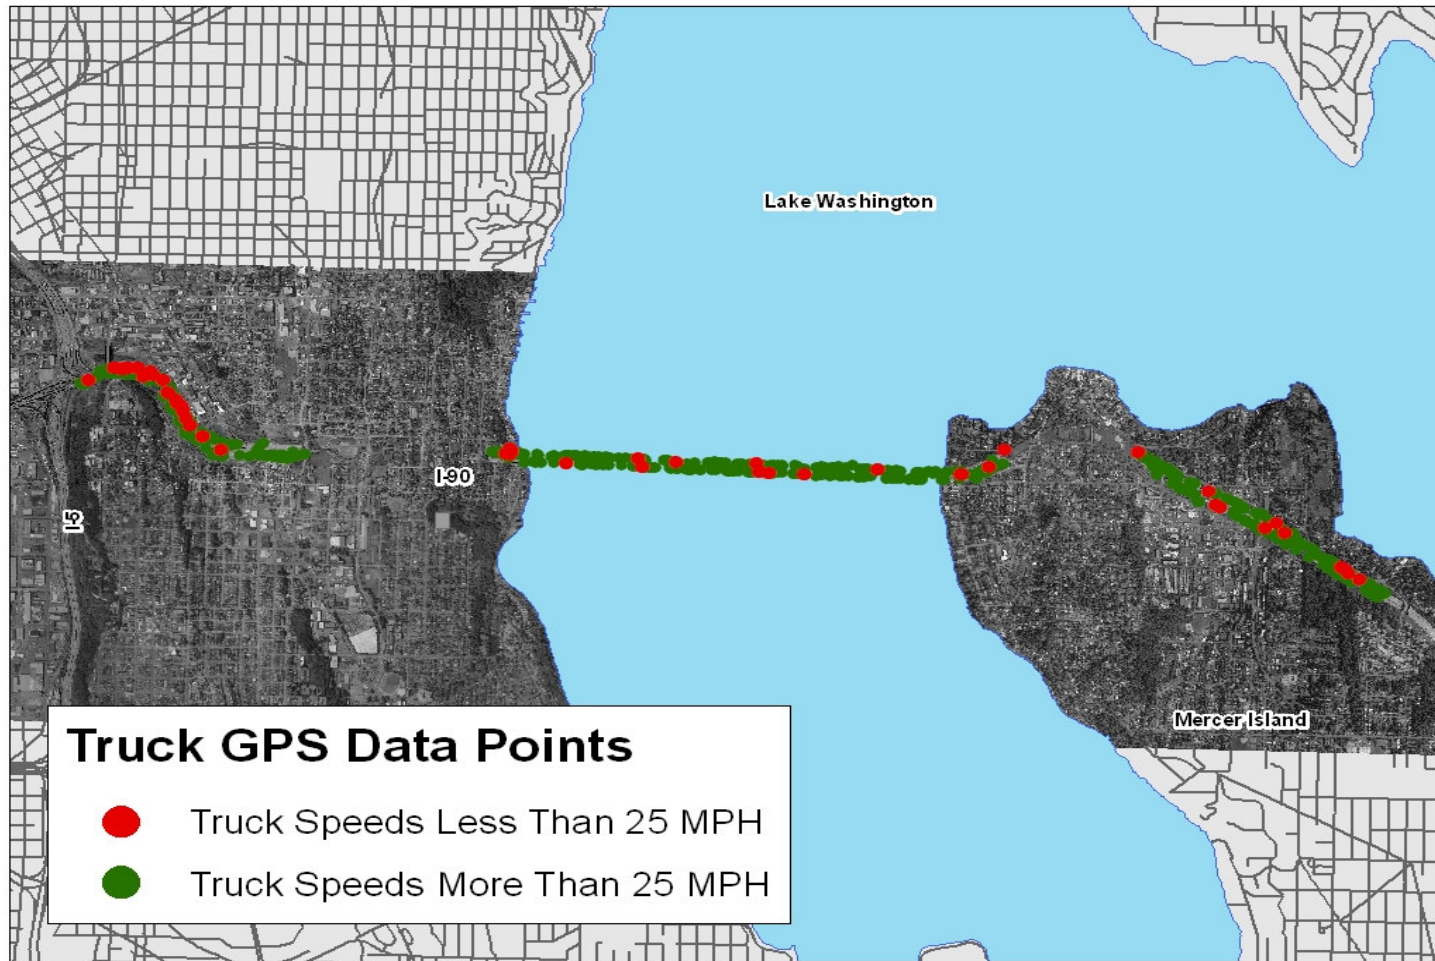 Lake Washington
I-90
I-5
Mercer Island
Truck GPS Data Points
Truck Speeds Less Than 25 MPH
Truck Speeds More Than 25 MPH